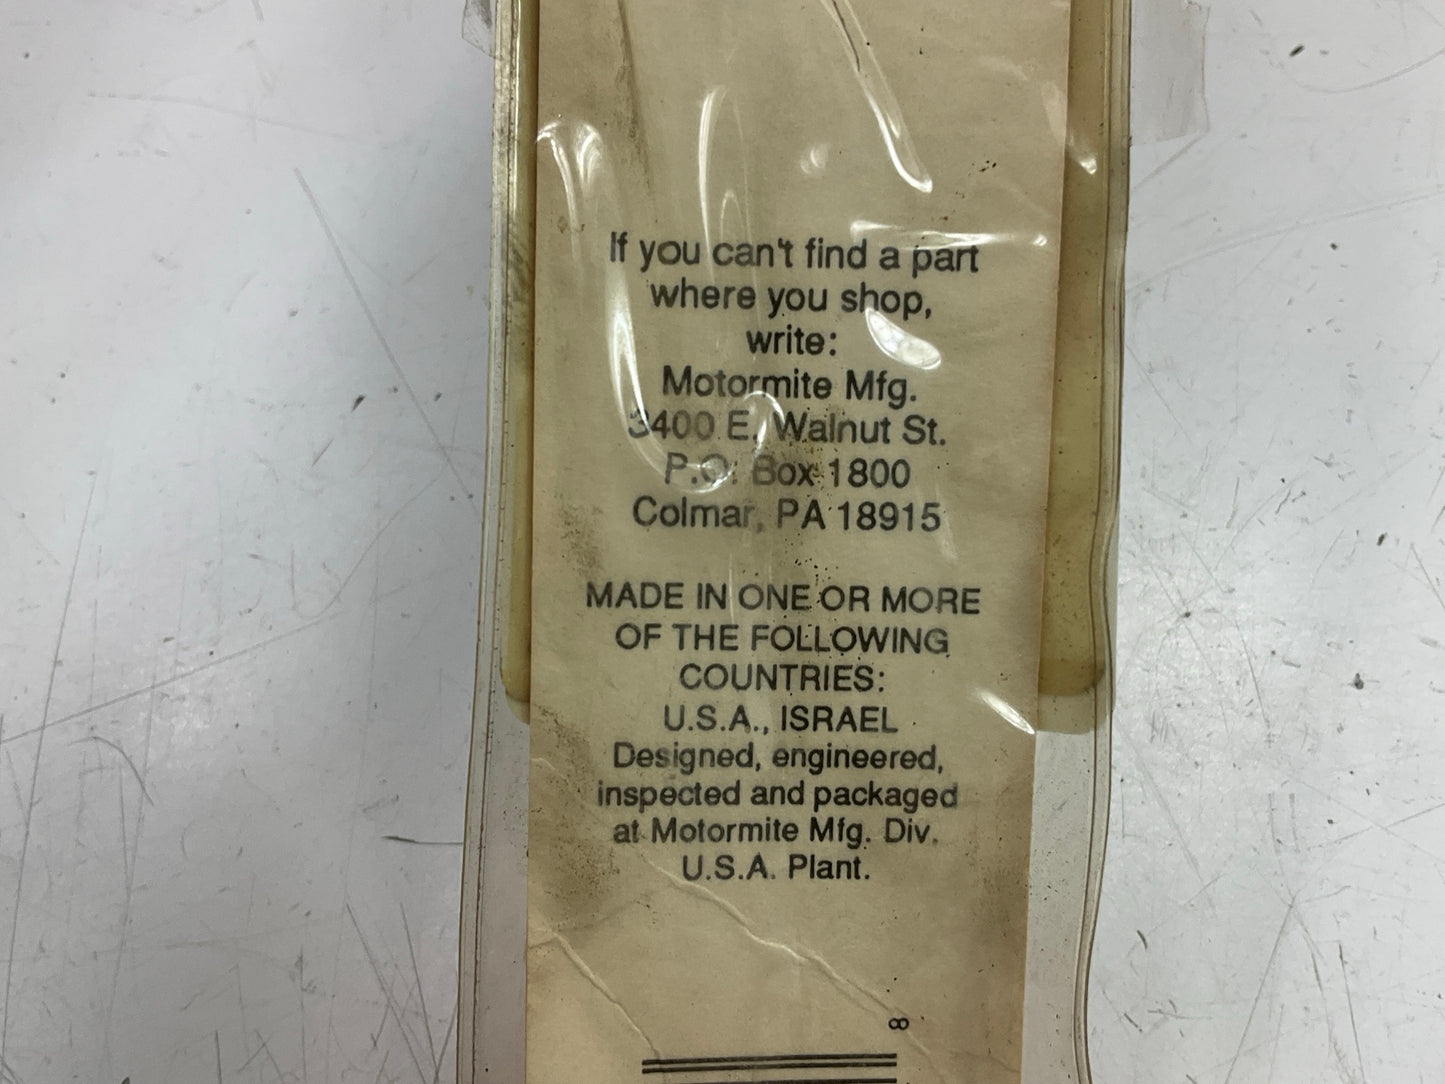 If you can't find a part
where you shop,
write:
Motormite Mfg.
3400 E. Walnut St.
P.O. Box 1800
Colmar, PA 18915
MADE IN ONE OR MORE
OF THE FOLLOWING
COUNTRIES:
U.S.A., ISRAEL
Designed, engineered,
inspected and packaged
at Motormite Mfg. Div.
U.S.A. Plant.
8